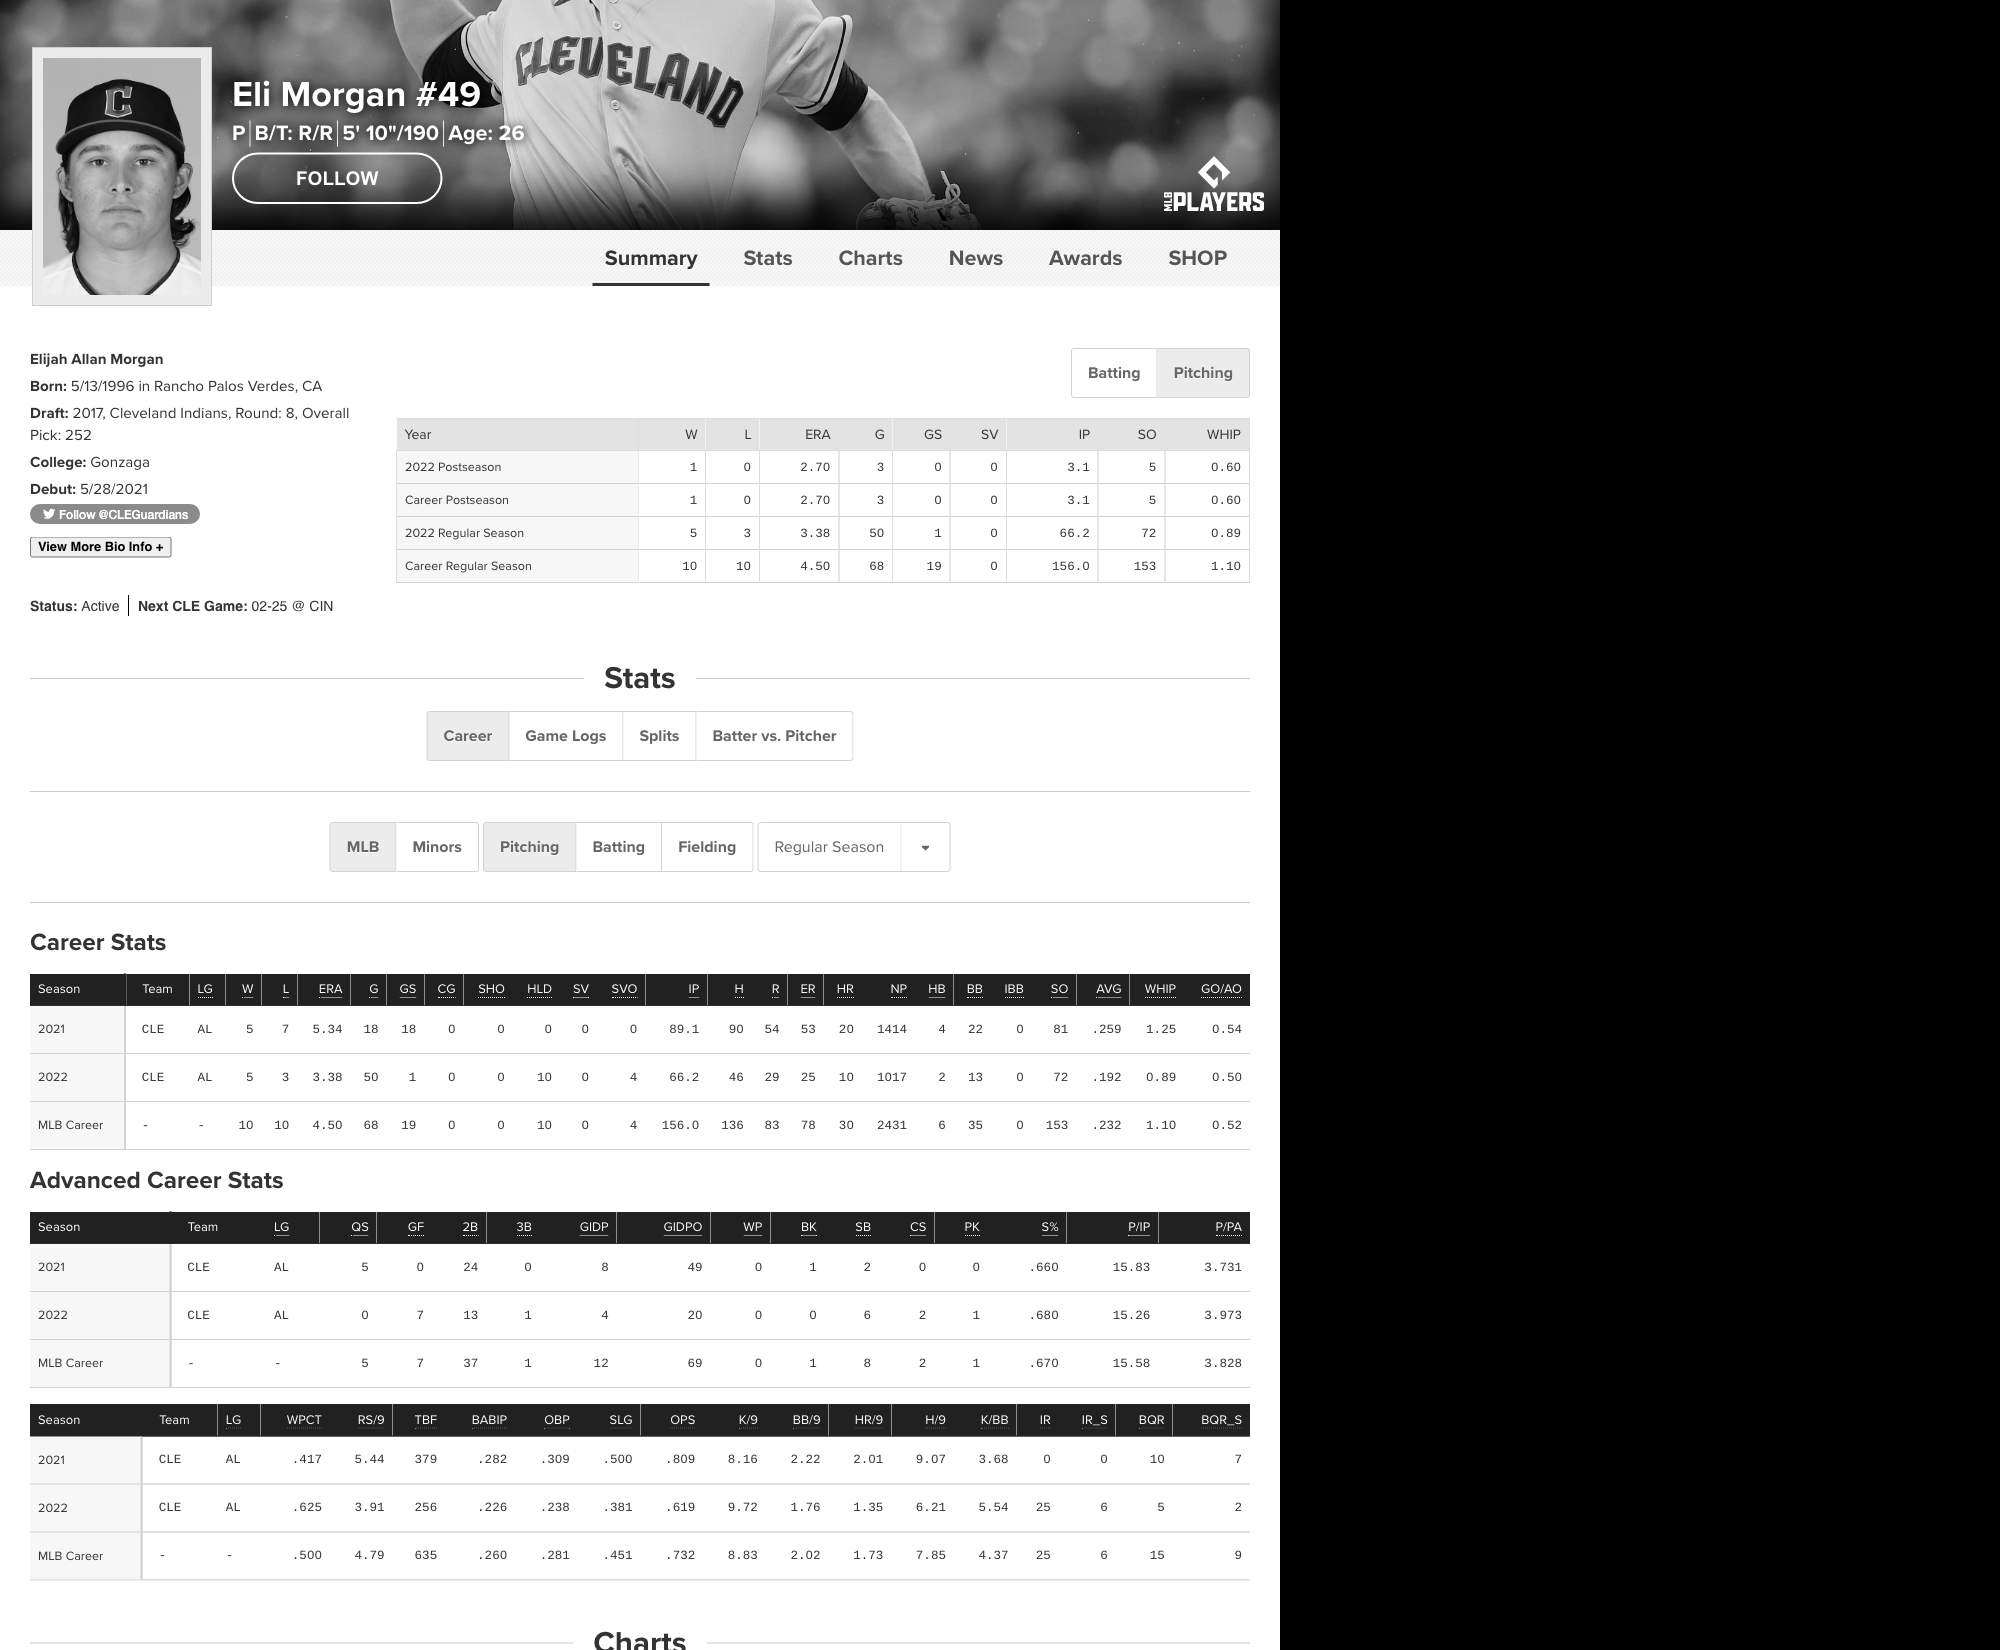 CLEVELAND
C
Eli Morgan #49
P B/T: R/R 5' 10"/190 Age: 26
FOLLOW
MLB PLAYERS
Summary Stats Charts News Awards SHOP
Elijah Allan Morgan
Born: 5/13/1996 in Rancho Palos Verdes, CA
Draft: 2017, Cleveland Indians, Round: 8, Overall
Pick: 252
College: Gonzaga
Debut: 5/28/2021
Follow @CLEGuardians
View More Bio Info +
Status: Active Next CLE Game: 02-25 @ CIN
Batting Pitching
Year W L ERA G GS SV IP SO WHIP
2022 Postseason 1 0 2.70 3 0 0 3.1 5 0.60
Career Postseason 1 0 2.70 3 0 0 3.1 5 0.60
2022 Regular Season 5 3 3.38 50 1 0 66.2 72 0.89
Career Regular Season 10 10 4.50 68 19 0 156.0 153 1.10
Stats
Career Game Logs Splits Batter vs. Pitcher
MLB Minors Pitching Batting Fielding Regular Season
Career Stats
Season Team LG W L ERA G GS CG SHO HLD SV SVO IP H R ER HR NP HB BB IBB SO AVG WHIP GO/AO
2021 CLE AL 5 7 5.34 18 18 0 0 0 0 0 89.1 90 54 53 20 1414 4 22 0 81 .259 1.25 0.54
2022 CLE AL 5 3 3.38 50 1 0 0 10 0 4 66.2 46 29 25 10 1017 2 13 0 72 .192 0.89 0.50
MLB Career - - 10 10 4.50 68 19 0 0 10 0 4 156.0 136 83 78 30 2431 6 35 0 153 .232 1.10 0.52
Advanced Career Stats
Season Team LG QS GF 2B 3B GIDP GIDPO WP BK SB CS PK S% P/IP P/PA
2021 CLE AL 5 0 24 0 8 49 0 1 2 0 0 .660 15.83 3.731
2022 CLE AL 0 7 13 1 4 20 0 0 6 2 1 .680 15.26 3.973
MLB Career - - 5 7 37 1 12 69 0 1 8 2 1 .670 15.58 3.828
Season Team LG WPCT RS/9 TBF BABIP OBP SLG OPS K/9 BB/9 HR/9 H/9 K/BB IR IR_S BQR BQR_S
2021 CLE AL .417 5.44 379 .282 .309 .500 .809 8.16 2.22 2.01 9.07 3.68 0 0 10 7
2022 CLE AL .625 3.91 256 .226 .238 .381 .619 9.72 1.76 1.35 6.21 5.54 25 6 5 2
MLB Career - - .500 4.79 635 .260 .281 .451 .732 8.83 2.02 1.73 7.85 4.37 25 6 15 9
Charts